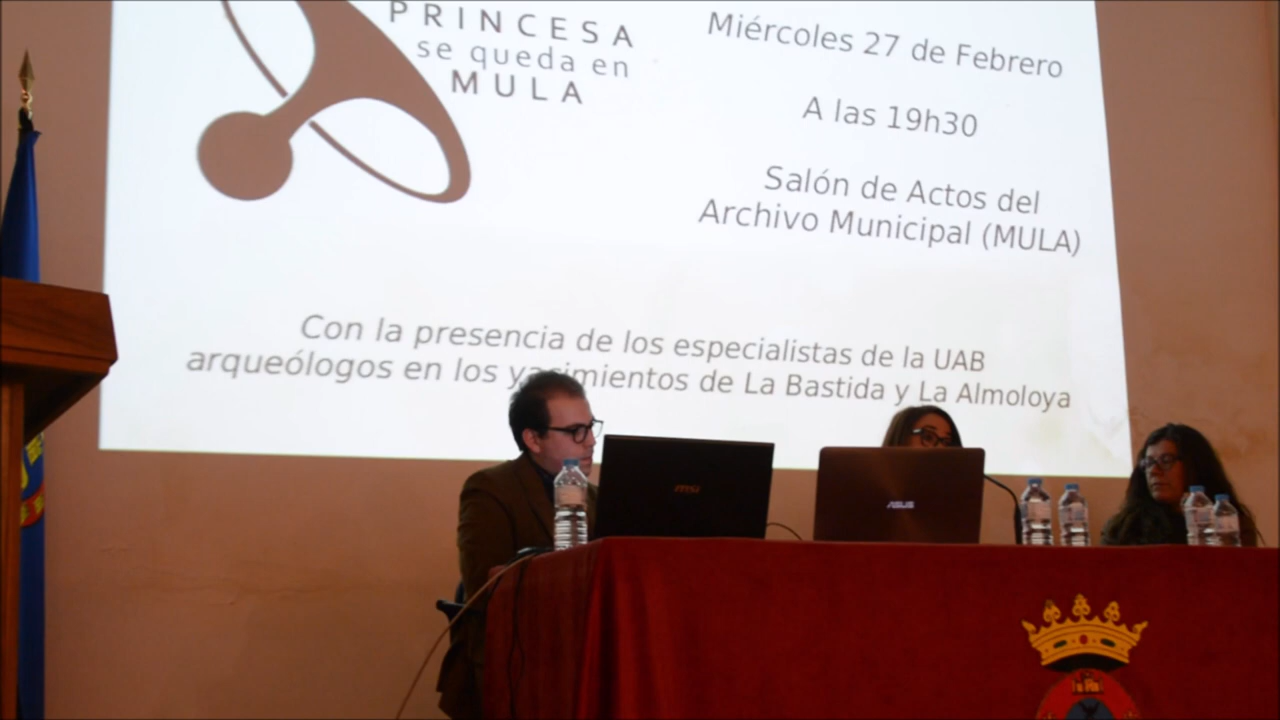 PRINCESA
se queda en
MULA
Miércoles 27 de Febrero
A las 19h30
Salón de Actos del
Archivo Municipal (MULA)
Con la presencia de los especialistas de la UAB
arqueólogos en los yacimientos de La Bastida y La Almoloya
msi
ASUS